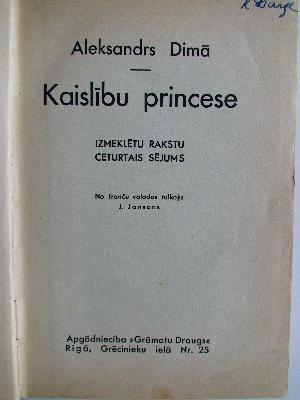 Aleksandrs Dimā
Kaislību princese
IZMEKLĒTU RAKSTU
CETURTAIS SĒJUMS
No franču valodas tulkojis
J. Jansons
Apgādniecība »Grāmatu Draugs«
Rīgā, Grēcinieku ielā Nr. 25